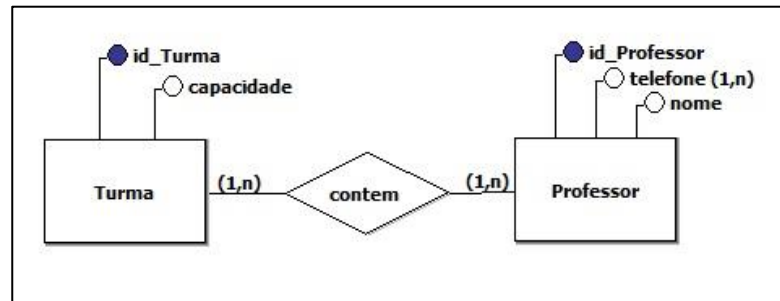 id_Turma
capacidade
id_Professor
telefone (1,n)
nome
Turma
(1,n)
contem
(1,n)
Professor